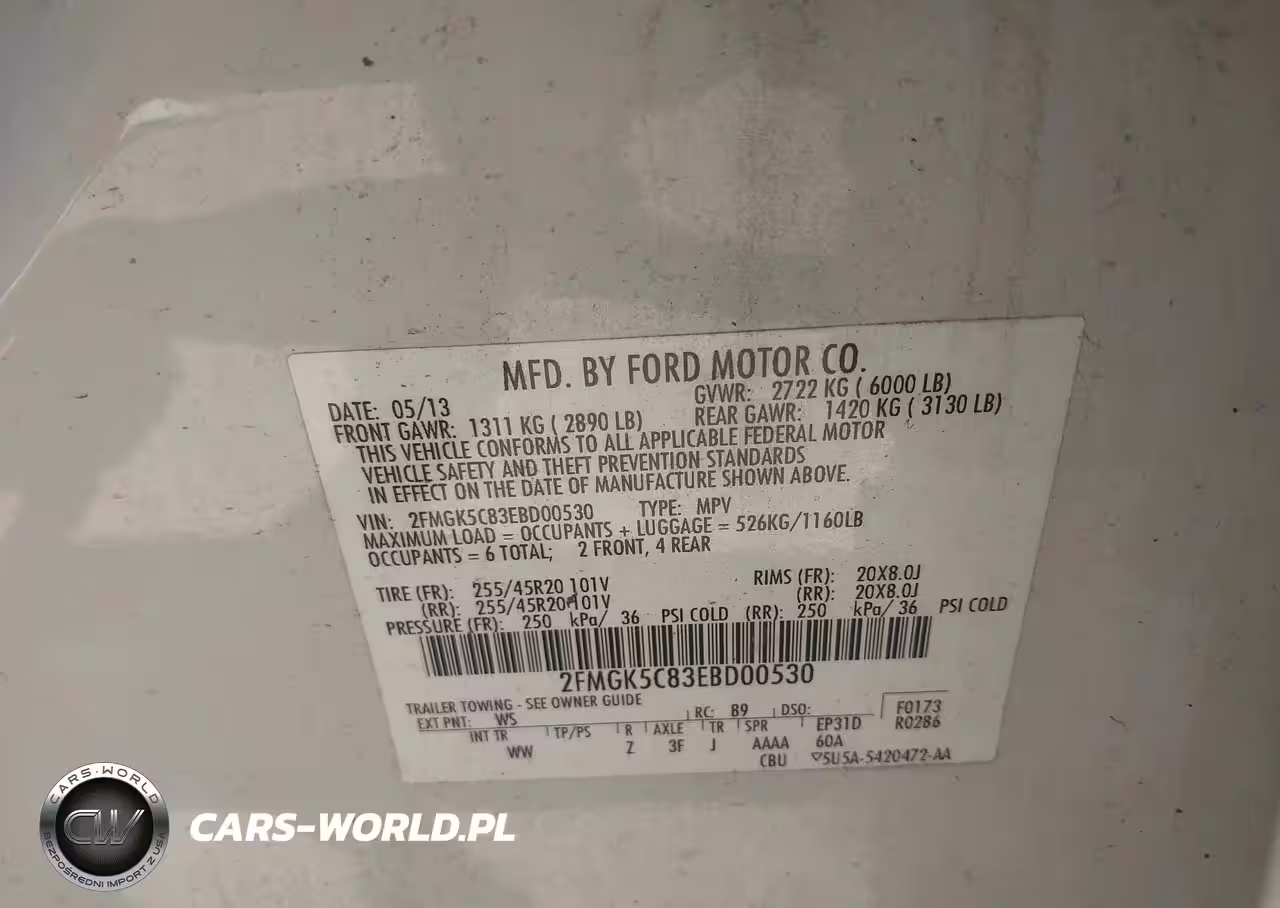 MFD. BY FORD MOTOR CO.
DATE: 05/13 GVWR: 2722 KG ( 6000 LB)
FRONT GAWR: 1311 KG ( 2890 LB) REAR GAWR: 1420 KG ( 3130 LB)
THIS VEHICLE CONFORMS TO ALL APPLICABLE FEDERAL MOTOR
VEHICLE SAFETY AND THEFT PREVENTION STANDARDS
IN EFFECT ON THE DATE OF MANUFACTURE SHOWN ABOVE.
VIN: 2FMGK5C83EBD00530 TYPE: MPV
MAXIMUM LOAD = OCCUPANTS + LUGGAGE = 526KG/1160LB
OCCUPANTS = 6 TOTAL; 2 FRONT, 4 REAR
TIRE (FR): 255/45R20 101V RIMS (FR): 20X8.0J
(RR): 255/45R20 101V (RR): 20X8.0J
PRESSURE (FR): 250 kPa/ 36 PSI COLD (RR): 250 kPa/ 36 PSI COLD
2FMGK5C83EBD00530
TRAILER TOWING - SEE OWNER GUIDE
EXT PNT: WS RC: B9 DSO: F0173
INT TR TP/PS R AXLE TR SPR EP31D R0286
WW Z 3F J AAAA 60A
CBU ▽5U5A-5420472-AA
CARS-WORLD
CW
BEZPOŚREDNI IMPORT Z USA
CARS-WORLD.PL